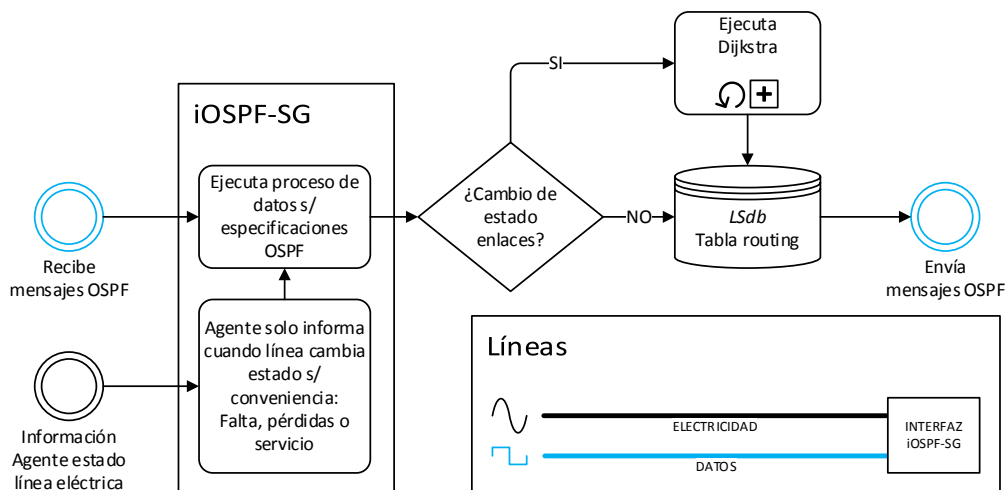 iOSPF-SG
Recibe
mensajes OSPF
Información
Agente estado
línea eléctrica
Ejecuta proceso de
datos s/
especificaciones
OSPF
Agente solo informa
cuando línea cambia
estado s/
conveniencia:
Falta, pérdidas o
servicio
¿Cambio de
estado
enlaces?
SI
NO
Ejecuta
Dijkstra
LSdb
Tabla routing
Envía
mensajes OSPF
Líneas
ELECTRICIDAD
DATOS
INTERFAZ
iOSPF-SG